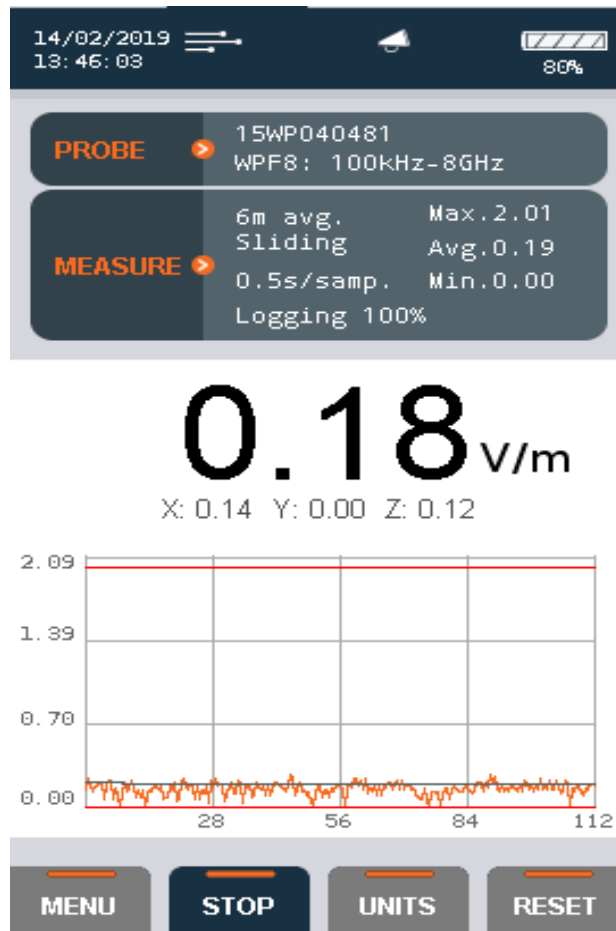 14/02/2019
13:46:03
80%
PROBE
15WP040481
WPF8: 100kHz-8GHz
MEASURE
6m avg.
Sliding
0.5s/samp.
Logging 100%
Max.2.01
Avg.0.19
Min.0.00
0.18 V/m
X: 0.14 Y: 0.00 Z: 0.12
2.09
1.39
0.70
0.00
28 56 84 112
MENU STOP UNITS RESET